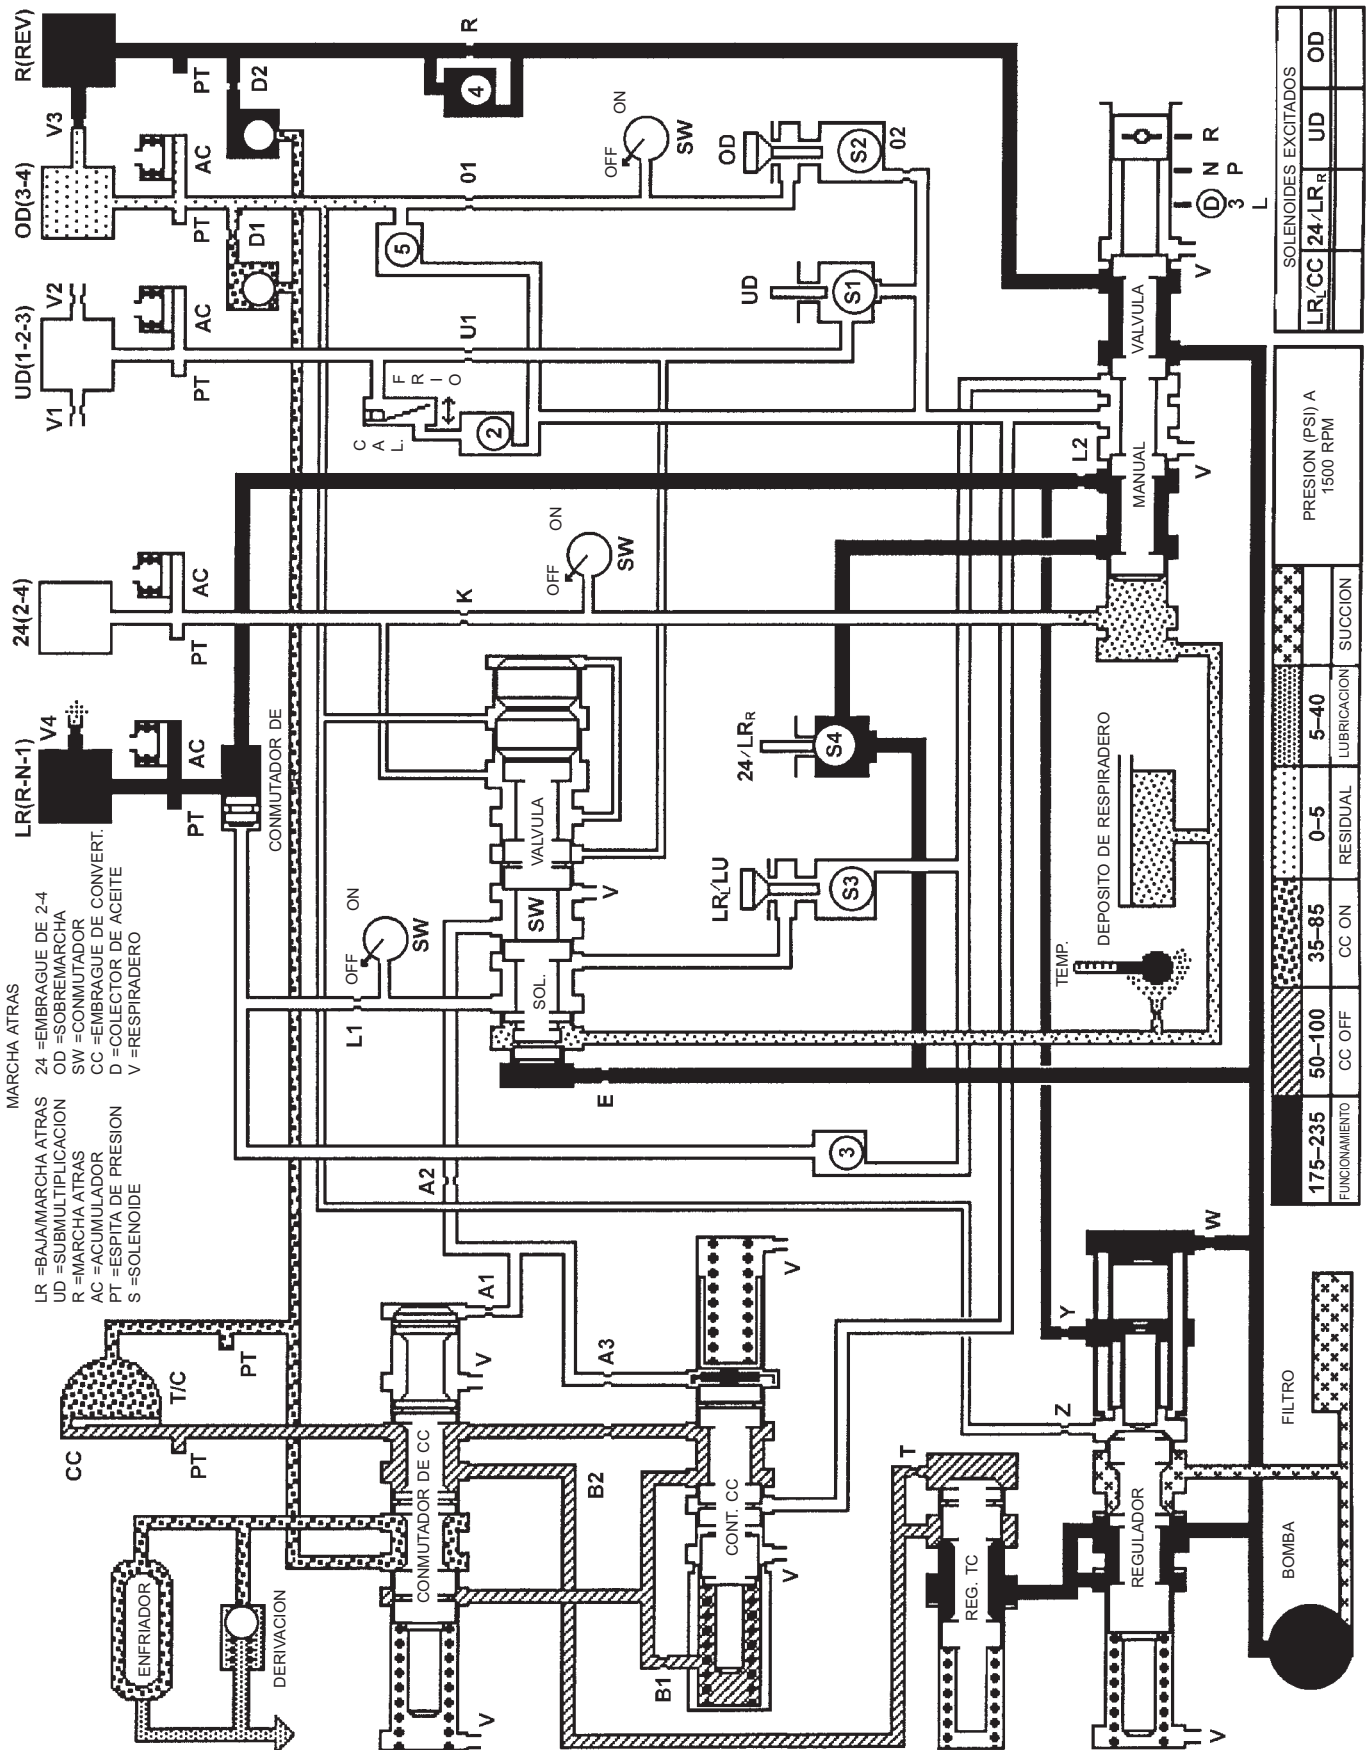 MARCHA ATRAS
LR =BAJA/MARCHA ATRAS
UD =SUBMULTIPLICACION
R =MARCHA ATRAS
AC =ACUMULADOR
PT =ESPITA DE PRESION
S =SOLENOIDE
24 =EMBRAGUE DE 2-4
OD =SOBREMARCHA
SW =CONMUTADOR
CC =EMBRAGUE DE CONVERT.
D =COLECTOR DE ACEITE
V =RESPIRADERO
LR(R-N-1)
V4
PT
AC
24(2-4)
PT
AC
UD(1-2-3)
V1
V2
PT
AC
OD(3-4)
V3
PT
AC
R(REV)
PT
D1
D2
CONMUTADOR DE
CC
PT
T/C
PT
ENFRIADOR
DERIVACION
V
CONMUTADOR DE CC
V
A1
A2
A3
L1
OFF
ON
SW
E
SOL.
SW
VALVULA
V
K
OFF
ON
SW
CAL.
FRIO
2
U1
5
01
4
R
OFF
ON
SW
OD
S2
02
UD
S1
24/LRR
S4
LRL/LU
S3
3
B1
B2
CONT. CC
V
V
T
REG. TC
Z
Y
W
REGULADOR
V
BOMBA
FILTRO
TEMP.
DEPOSITO DE RESPIRADERO
L2
MANUAL
VALVULA
V
V
R
N
P
D
3
L
175–235
FUNCIONAMIENTO
50–100
CC OFF
35–85
CC ON
0–5
RESIDUAL
5–40
LUBRICACION
SUCCION
PRESION (PSI) A
1500 RPM
SOLENOIDES EXCITADOS
LRL/CC
24/LRR
UD
OD